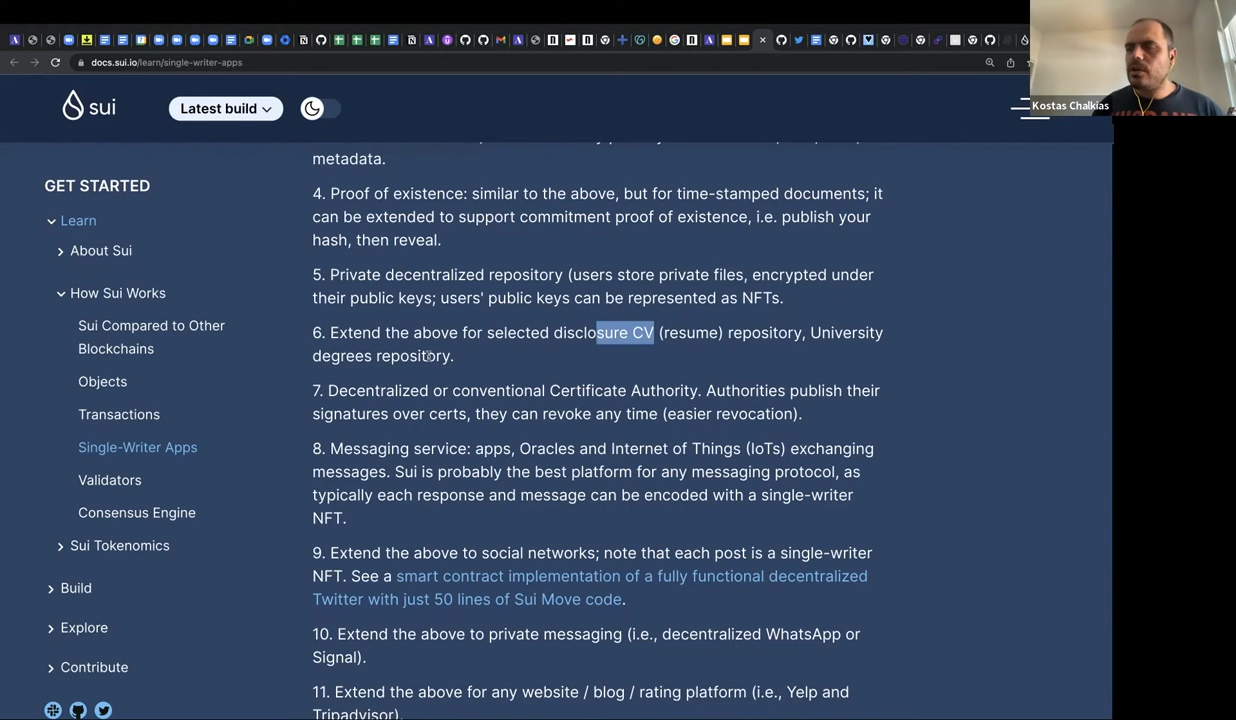 docs.sui.io/learn/single-writer-apps
Kostas Chalkias
sui
Latest build
GET STARTED
Learn
About Sui
How Sui Works
Sui Compared to Other
Blockchains
Objects
Transactions
Single-Writer Apps
Validators
Consensus Engine
Sui Tokenomics
Build
Explore
Contribute
metadata.
4. Proof of existence: similar to the above, but for time-stamped documents; it
can be extended to support commitment proof of existence, i.e. publish your
hash, then reveal.
5. Private decentralized repository (users store private files, encrypted under
their public keys; users' public keys can be represented as NFTs.
6. Extend the above for selected disclosure CV (resume) repository, University
degrees repository.
7. Decentralized or conventional Certificate Authority. Authorities publish their
signatures over certs, they can revoke any time (easier revocation).
8. Messaging service: apps, Oracles and Internet of Things (IoTs) exchanging
messages. Sui is probably the best platform for any messaging protocol, as
typically each response and message can be encoded with a single-writer
NFT.
9. Extend the above to social networks; note that each post is a single-writer
NFT. See a smart contract implementation of a fully functional decentralized
Twitter with just 50 lines of Sui Move code.
10. Extend the above to private messaging (i.e., decentralized WhatsApp or
Signal).
11. Extend the above for any website / blog / rating platform (i.e., Yelp and
Tripadvisor).